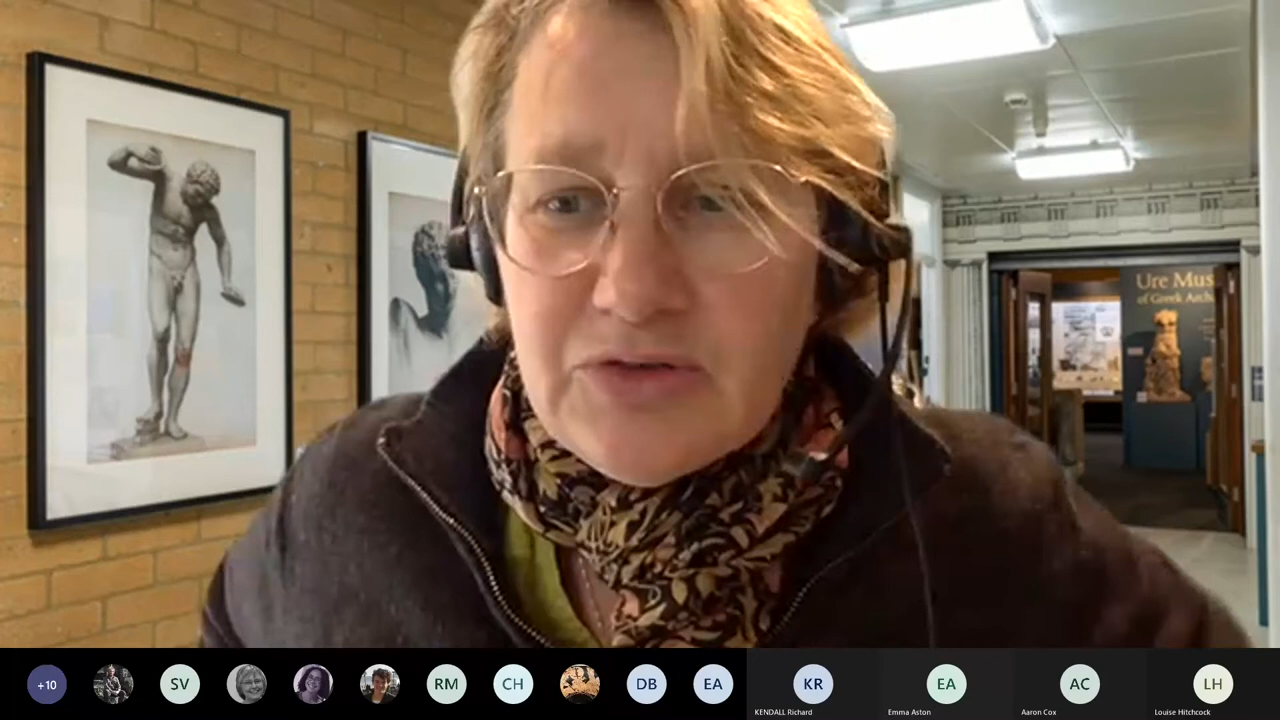 Ure Mus
of Greek Arch
+10
SV
RM
CH
DB
EA
KR
EA
AC
LH
KENDALL Richard
Emma Aston
Aaron Cox
Louise Hitchcock